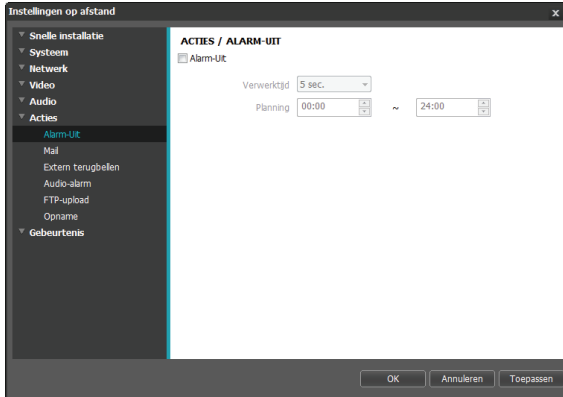 Instellingen op afstand
x
Snelle installatie
Systeem
Netwerk
Video
Audio
Acties
Alarm-Uit
Mail
Extern terugbellen
Audio-alarm
FTP-upload
Opname
Gebeurtenis
ACTIES / ALARM-UIT
Alarm-Uit
Verwerktijd 5 sec.
Planning 00:00 ~ 24:00
OK Annuleren Toepassen